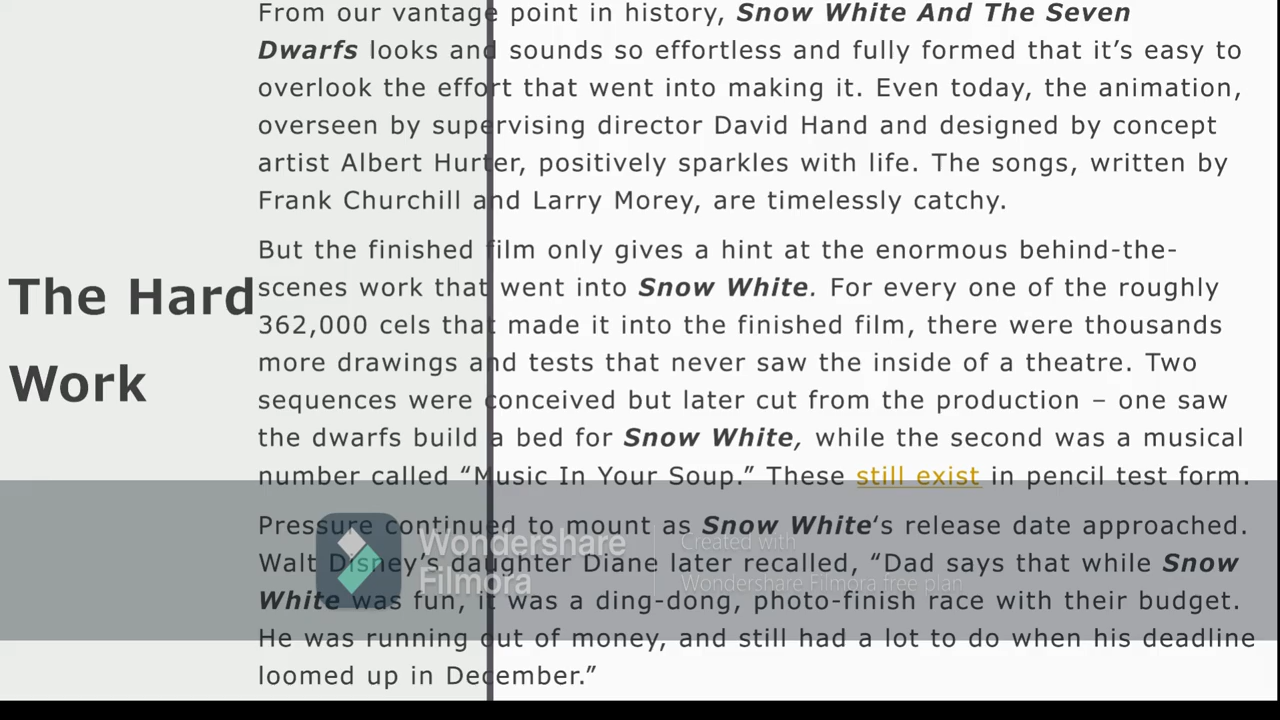 From our vantage point in history, Snow White And The Seven
Dwarfs looks and sounds so effortless and fully formed that it’s easy to
overlook the effort that went into making it. Even today, the animation,
overseen by supervising director David Hand and designed by concept
artist Albert Hurter, positively sparkles with life. The songs, written by
Frank Churchill and Larry Morey, are timelessly catchy.
But the finished film only gives a hint at the enormous behind-the-
The Hard
scenes work that went into Snow White. For every one of the roughly
362,000 cels that made it into the finished film, there were thousands
more drawings and tests that never saw the inside of a theatre. Two
Work
sequences were conceived but later cut from the production – one saw
the dwarfs build a bed for Snow White, while the second was a musical
number called “Music In Your Soup.” These still exist in pencil test form.
Pressure continued to mount as Snow White‘s release date approached.
Wondershare
Filmora
Created with
Wondershare Filmora free plan
Walt Disney’s daughter Diane later recalled, “Dad says that while Snow
White was fun, it was a ding-dong, photo-finish race with their budget.
He was running out of money, and still had a lot to do when his deadline
loomed up in December.”